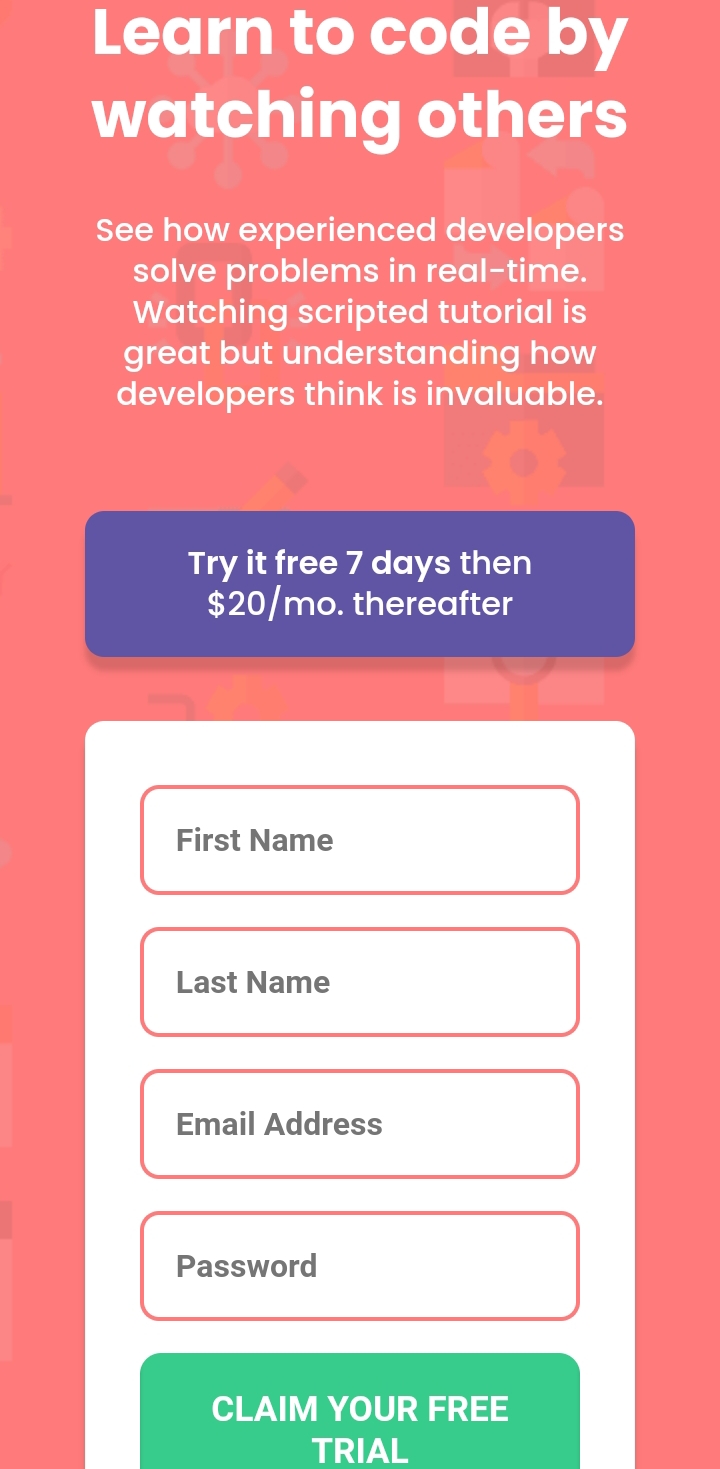 Learn to code by
watching others
See how experienced developers
solve problems in real-time.
Watching scripted tutorial is
great but understanding how
developers think is invaluable.
Try it free 7 days then
$20/mo. thereafter
First Name
Last Name
Email Address
Password
CLAIM YOUR FREE
TRIAL